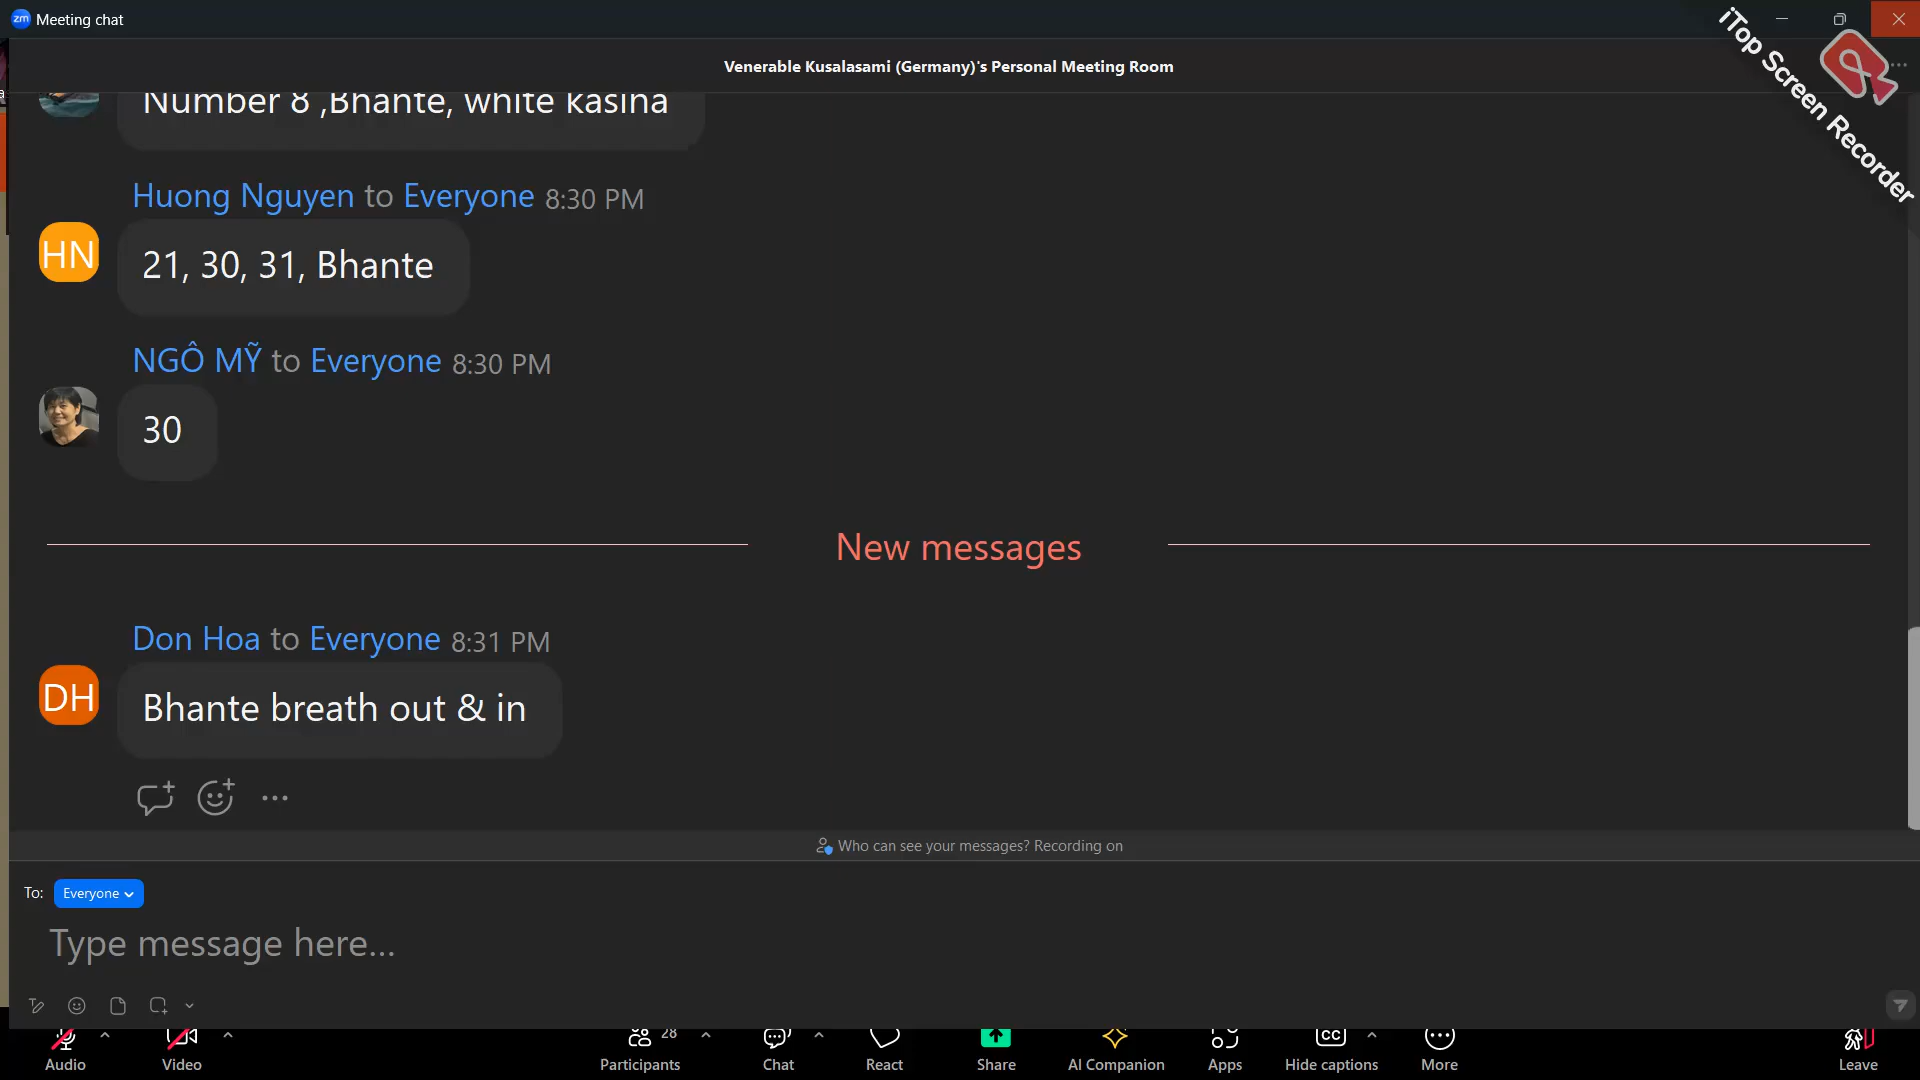 Meeting chat
iTop Screen Recorder
Venerable Kusalasami (Germany)'s Personal Meeting Room
Number 8 ,Bhante, white kasina
Huong Nguyen to Everyone 8:30 PM
HN
21, 30, 31, Bhante
NGÔ MỸ to Everyone 8:30 PM
30
New messages
Don Hoa to Everyone 8:31 PM
DH
Bhante breath out & in
Who can see your messages? Recording on
To: Everyone
Type message here...
Audio
Video
28
Participants
Chat
React
Share
AI Companion
Apps
CC
Hide captions
More
Leave